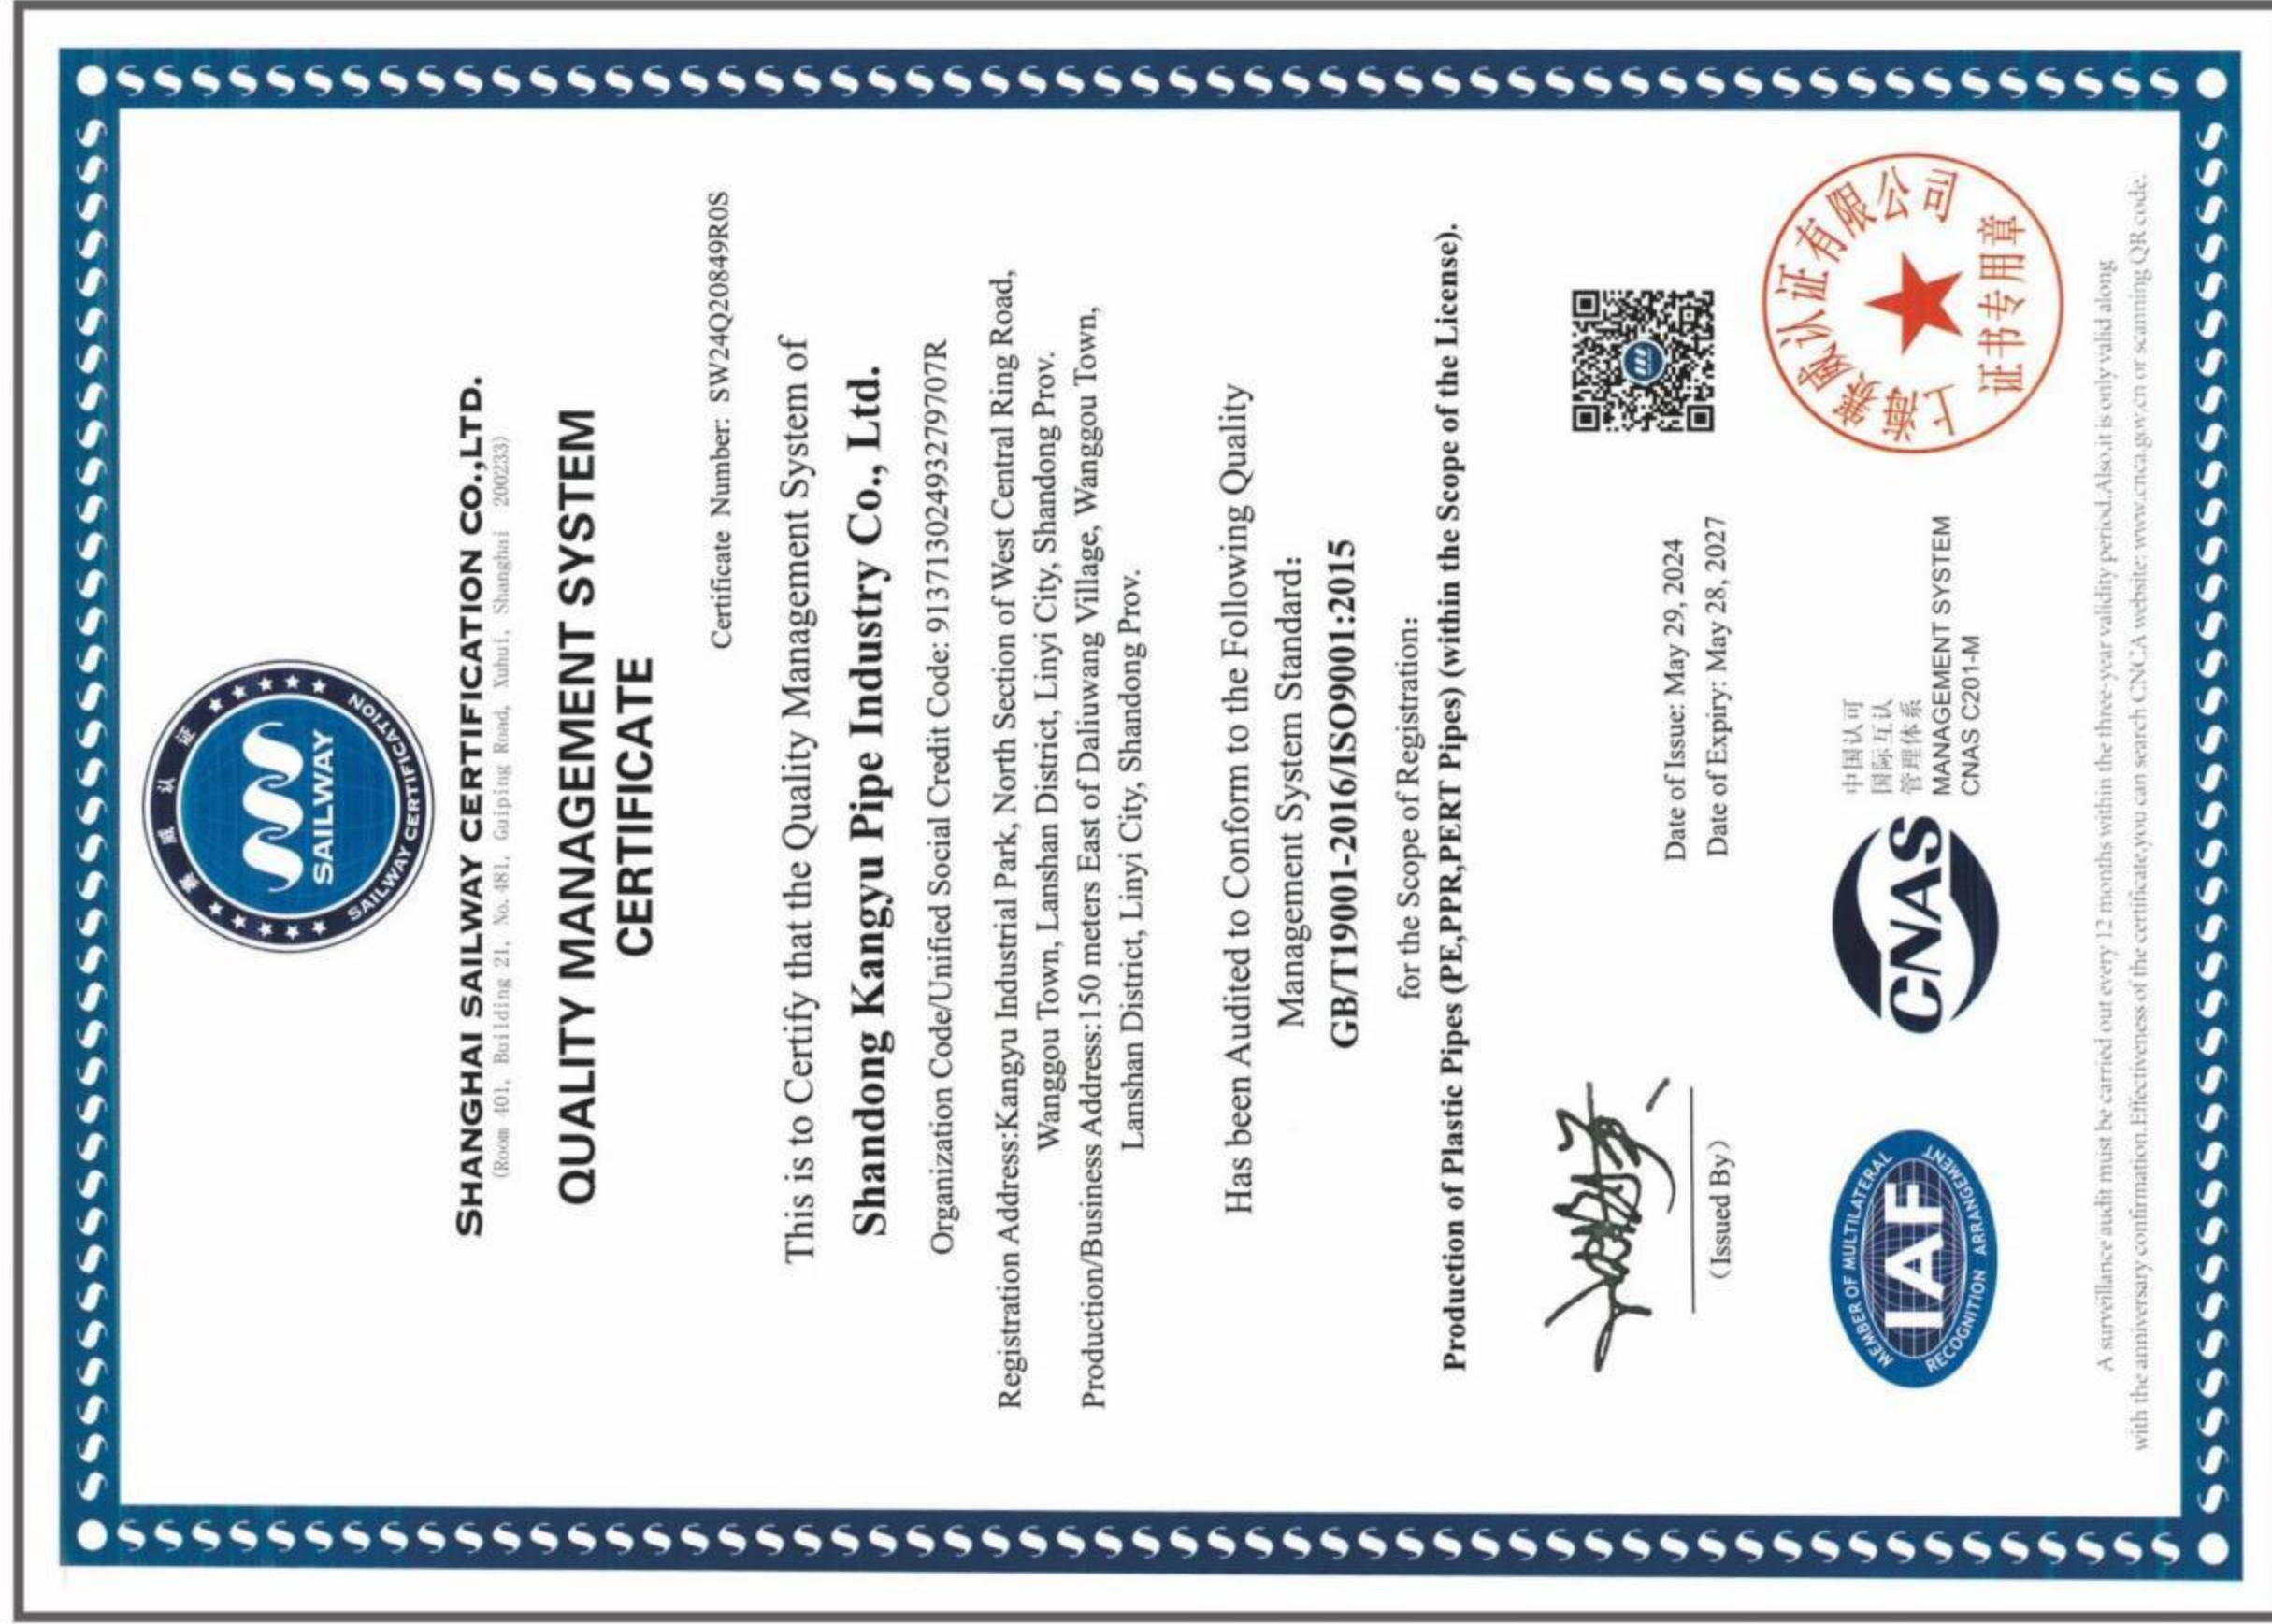 赛威认证
SAILWAY
SAILWAY CERTIFICATION
SHANGHAI SAILWAY CERTIFICATION CO.,LTD.
(Room 401, Building 21, No. 481, Guiping Road, Xuhui, Shanghai 200233)
QUALITY MANAGEMENT SYSTEM
CERTIFICATE
Certificate Number: SW24Q20849R0S
This is to Certify that the Quality Management System of
Shandong Kangyu Pipe Industry Co., Ltd.
Organization Code/Unified Social Credit Code: 91371302493279707R
Registration Address:Kangyu Industrial Park, North Section of West Central Ring Road,
Wanggou Town, Lanshan District, Linyi City, Shandong Prov.
Production/Business Address:150 meters East of Daliuwang Village, Wanggou Town,
Lanshan District, Linyi City, Shandong Prov.
Has been Audited to Conform to the Following Quality
Management System Standard:
GB/T19001-2016/ISO9001:2015
for the Scope of Registration:
Production of Plastic Pipes (PE,PPR,PERT Pipes) (within the Scope of the License).
(Issued By)
Date of Issue: May 29, 2024
Date of Expiry: May 28, 2027
MEMBER OF MULTILATERAL
IAF
RECOGNITION ARRANGEMENT
CNAS
中国认可
国际互认
管理体系
MANAGEMENT SYSTEM
CNAS C201-M
上海赛威认证有限公司
证书专用章
A surveillance audit must be carried out every 12 months within the three-year validity period.Also,it is only valid along
with the anniversary confirmation.Effectiveness of the certificate,you can search CNCA website: www.cnca.gov.cn or scanning QR code.